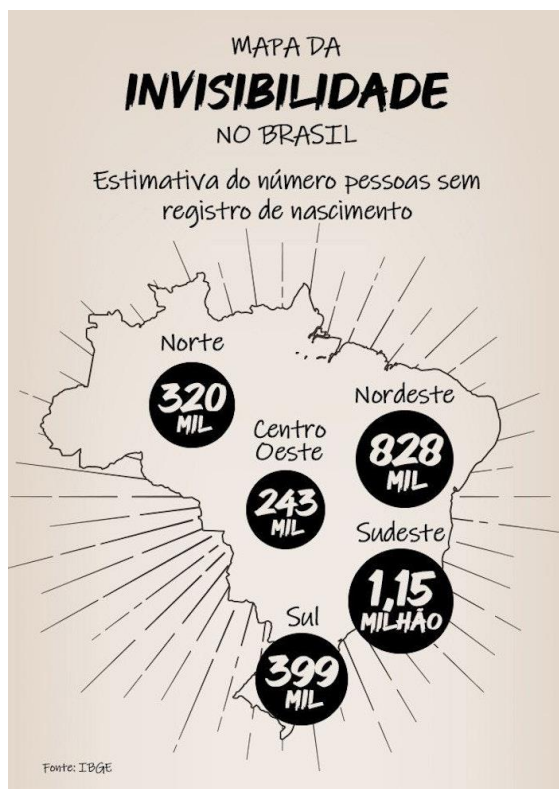 MAPA DA
INVISIBILIDADE
NO BRASIL
Estimativa do número pessoas sem
registro de nascimento
Norte
320
MIL
Nordeste
828
MIL
Centro
Oeste
243
MIL
Sudeste
1,15
MILHÃO
Sul
399
MIL
Fonte: IBGE